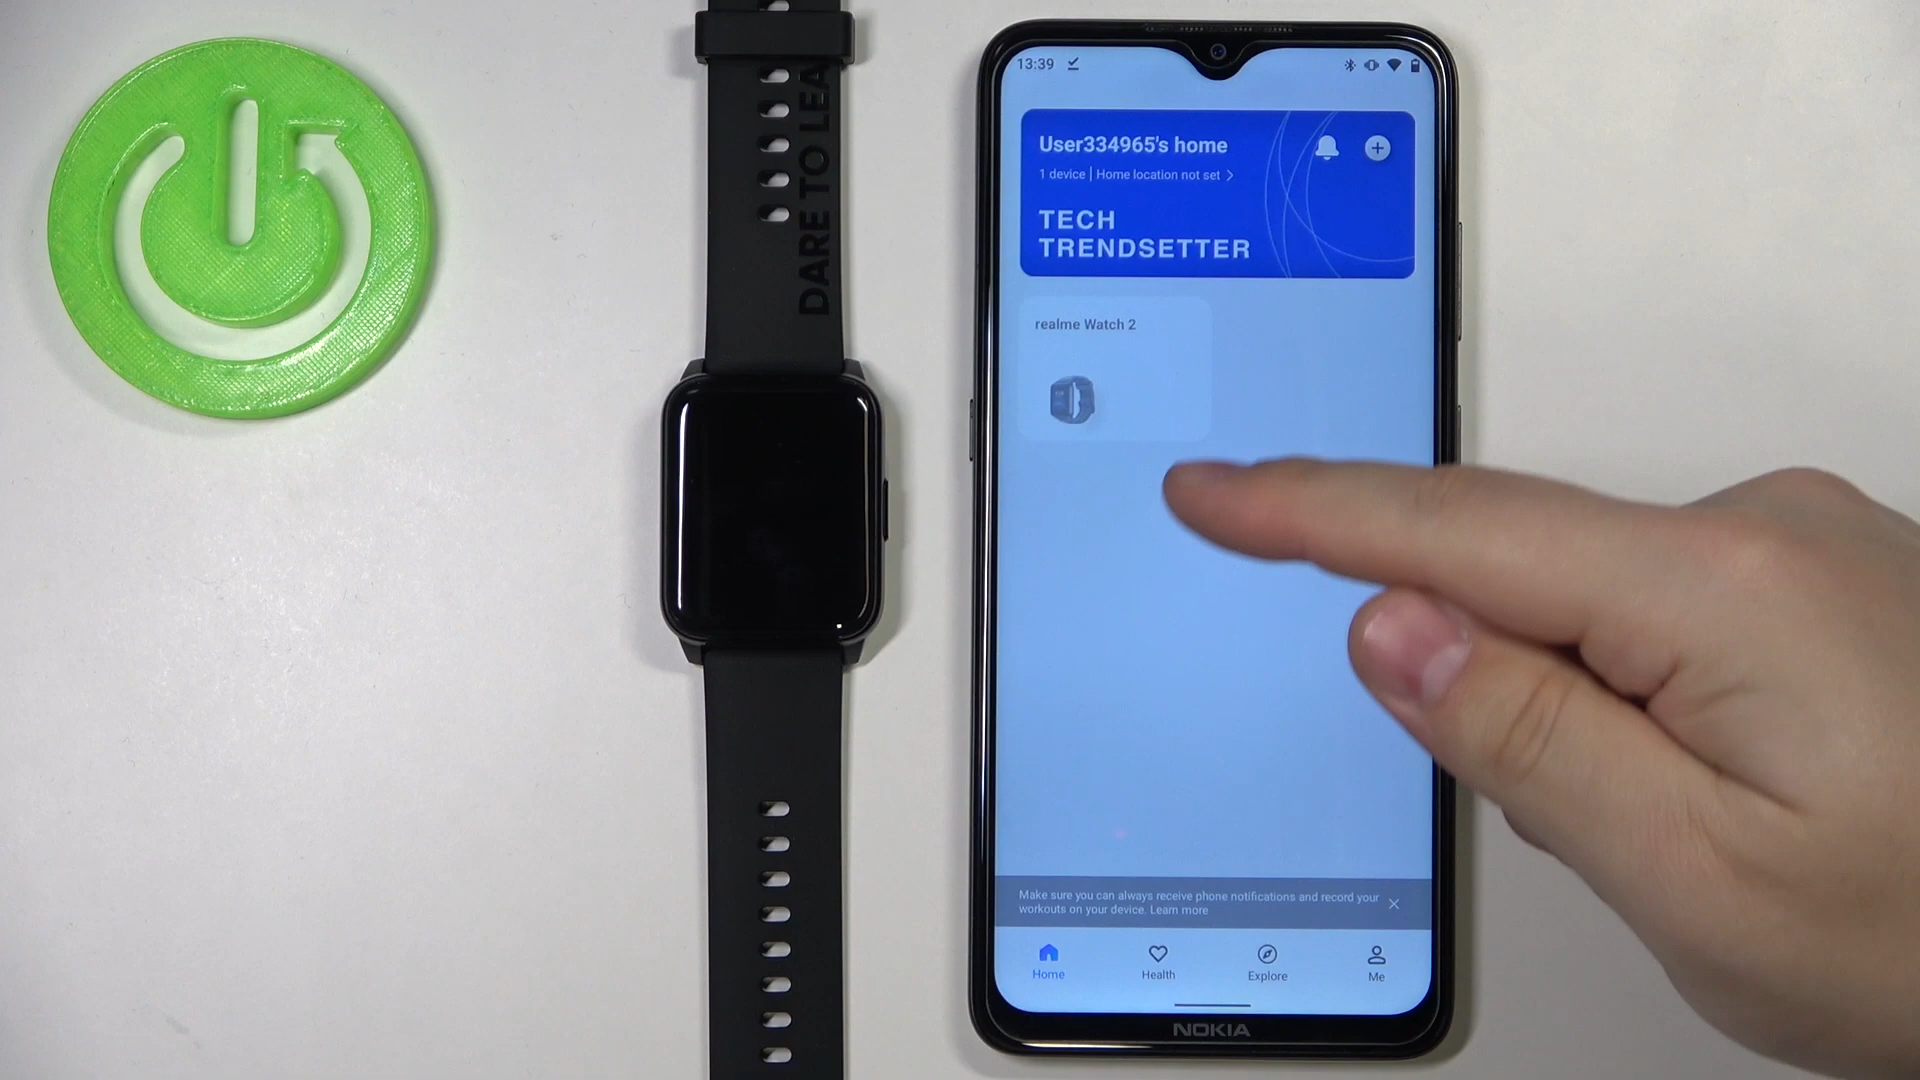 DARE TO LEA
13:39
User334965's home
1 device | Home location not set >
TECH
TRENDSETTER
realme Watch 2
Make sure you can always receive phone notifications and record your
workouts on your device. Learn more
Home
Health
Explore
Me
NOKIA